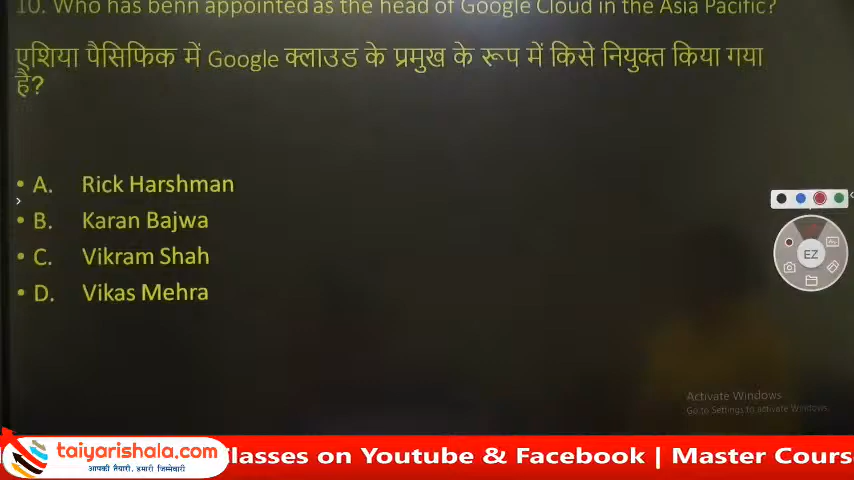 10. Who has benn appointed as the head of Google Cloud in the Asia Pacific?
एशिया पैसिफिक में Google क्लाउड के प्रमुख के रूप में किसे नियुक्त किया गया
है?
• A. Rick Harshman
• B. Karan Bajwa
• C. Vikram Shah
• D. Vikas Mehra
EZ
Activate Windows
Go to Settings to activate Windows.
taiyarishala.com
आपकी तैयारी, हमारी जिम्मेवारी
Classes on Youtube & Facebook | Master Cours